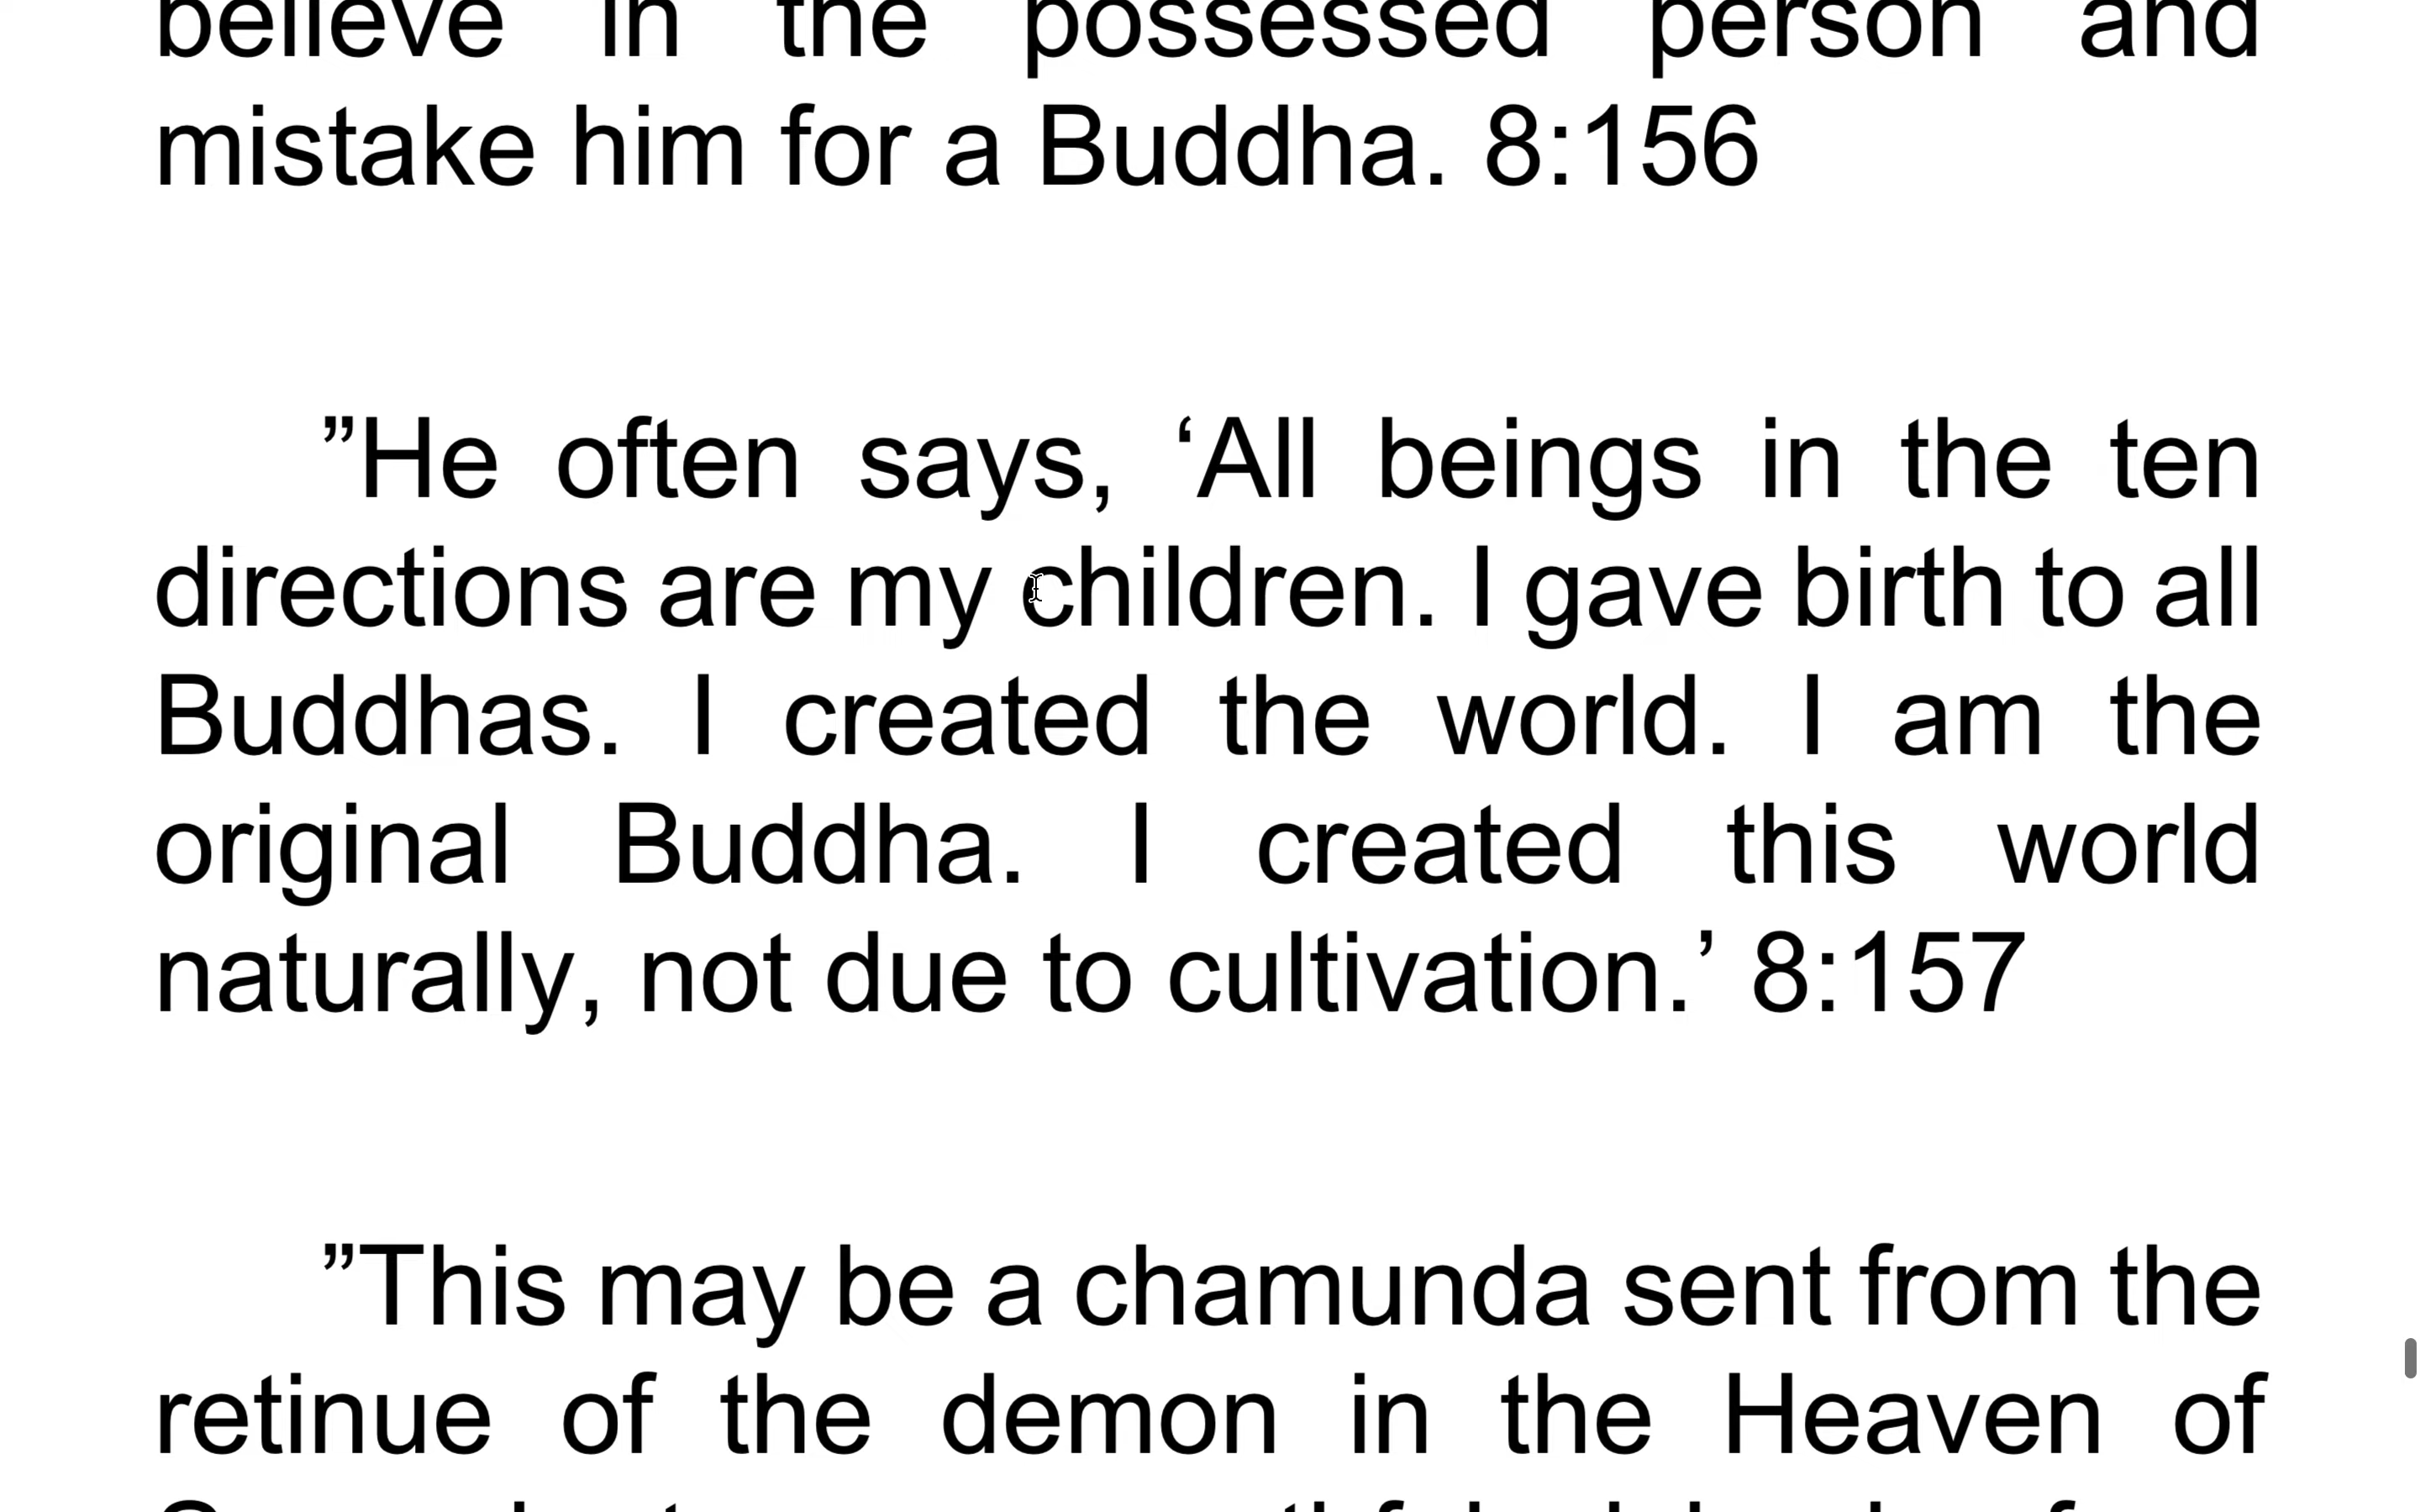 believe in the possessed person and
mistake him for a Buddha. 8:156
”He often says, ‘All beings in the ten
directions are my children. I gave birth to all
Buddhas. I created the world. I am the
original Buddha. I created this world
naturally, not due to cultivation.’ 8:157
”This may be a chamunda sent from the
retinue of the demon in the Heaven of